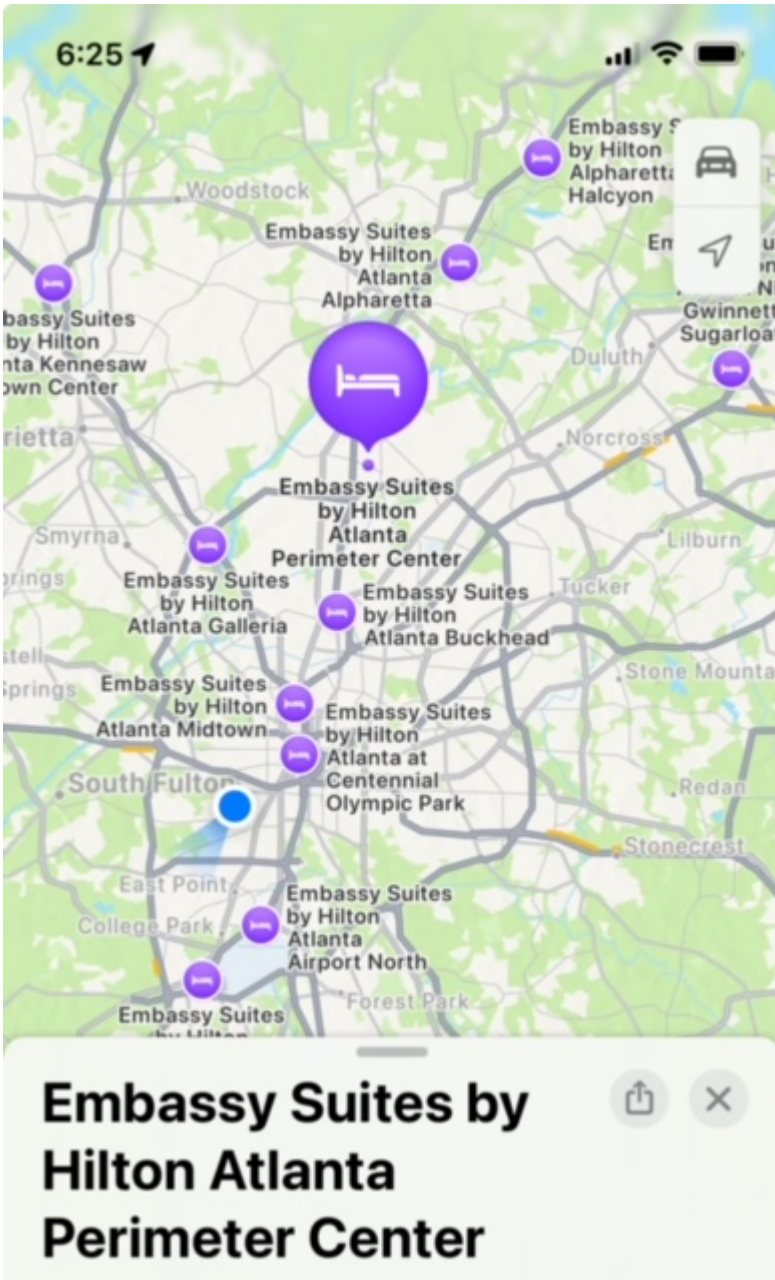 6:25
Embassy S
by Hilton
Alpharetta
Halcyon
Woodstock
Embassy Suites
by Hilton
Atlanta
Alpharetta
Em
Gwinnett
Sugarloa
bassy Suites
by Hilton
nta Kennesaw
own Center
Duluth
rietta
Norcross
Embassy Suites
by Hilton
Atlanta
Perimeter Center
Smyrna
Lilburn
prings
Embassy Suites
by Hilton
Atlanta Galleria
Tucker
Embassy Suites
by Hilton
Atlanta Buckhead
stell
Springs
Stone Mounta
Embassy Suites
by Hilton
Atlanta Midtown
Embassy Suites
by Hilton
Atlanta at
Centennial
Olympic Park
South Fulton
Redan
Stonecrest
East Point
College Park
Embassy Suites
by Hilton
Atlanta
Airport North
Forest Park
Embassy Suites
by Hilton
Embassy Suites by
Hilton Atlanta
Perimeter Center